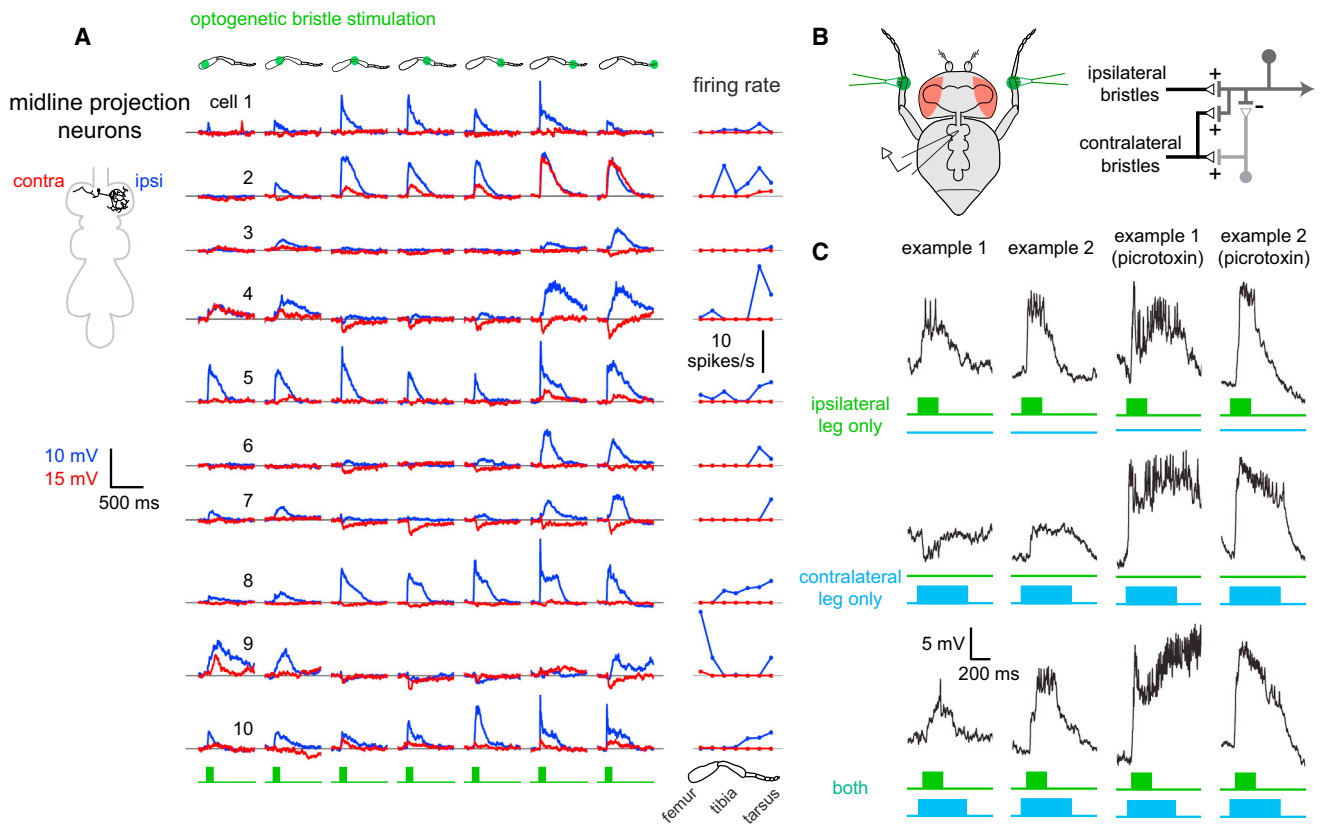 A
optogenetic bristle stimulation
midline projection
neurons
contra
ipsi
firing rate
cell 1
2
3
4
5
6
7
8
9
10
10
spikes/s
10 mV
15 mV
500 ms
femur
tibia
tarsus
B
ipsilateral
bristles
contralateral
bristles
+
+
+
-
C
example 1
example 2
example 1
(picrotoxin)
example 2
(picrotoxin)
ipsilateral
leg only
contralateral
leg only
5 mV
200 ms
both